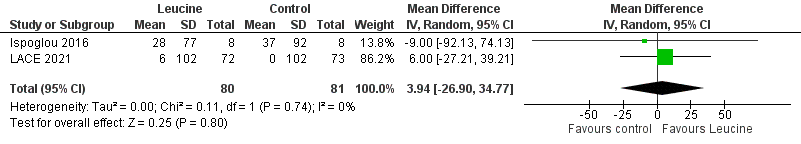 Leucine Control Mean Difference Mean Difference
Study or Subgroup Mean SD Total Mean SD Total Weight IV, Random, 95% CI IV, Random, 95% CI
Ispoglou 2016 28 77 8 37 92 8 13.8% -9.00 [-92.13, 74.13]
LACE 2021 6 102 72 0 102 73 86.2% 6.00 [-27.21, 39.21]
Total (95% CI) 80 81 100.0% 3.94 [-26.90, 34.77]
Heterogeneity: Tau² = 0.00; Chi² = 0.11, df = 1 (P = 0.74); I² = 0%
Test for overall effect: Z = 0.25 (P = 0.80)
-50 -25 0 25 50
Favours control Favours Leucine